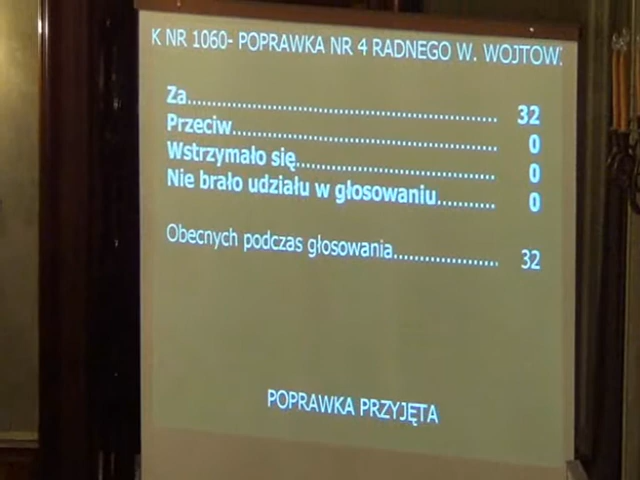 K NR 1060- POPRAWKA NR 4 RADNEGO W.
Za............................................................ 32
Przeciw.................................................... 0
Wstrzymało się....................................... 0
Nie brało udziału w głosowaniu........... 0
Obecnych podczas głosowania.................... 32
POPRAWKA PRZYJĘTA